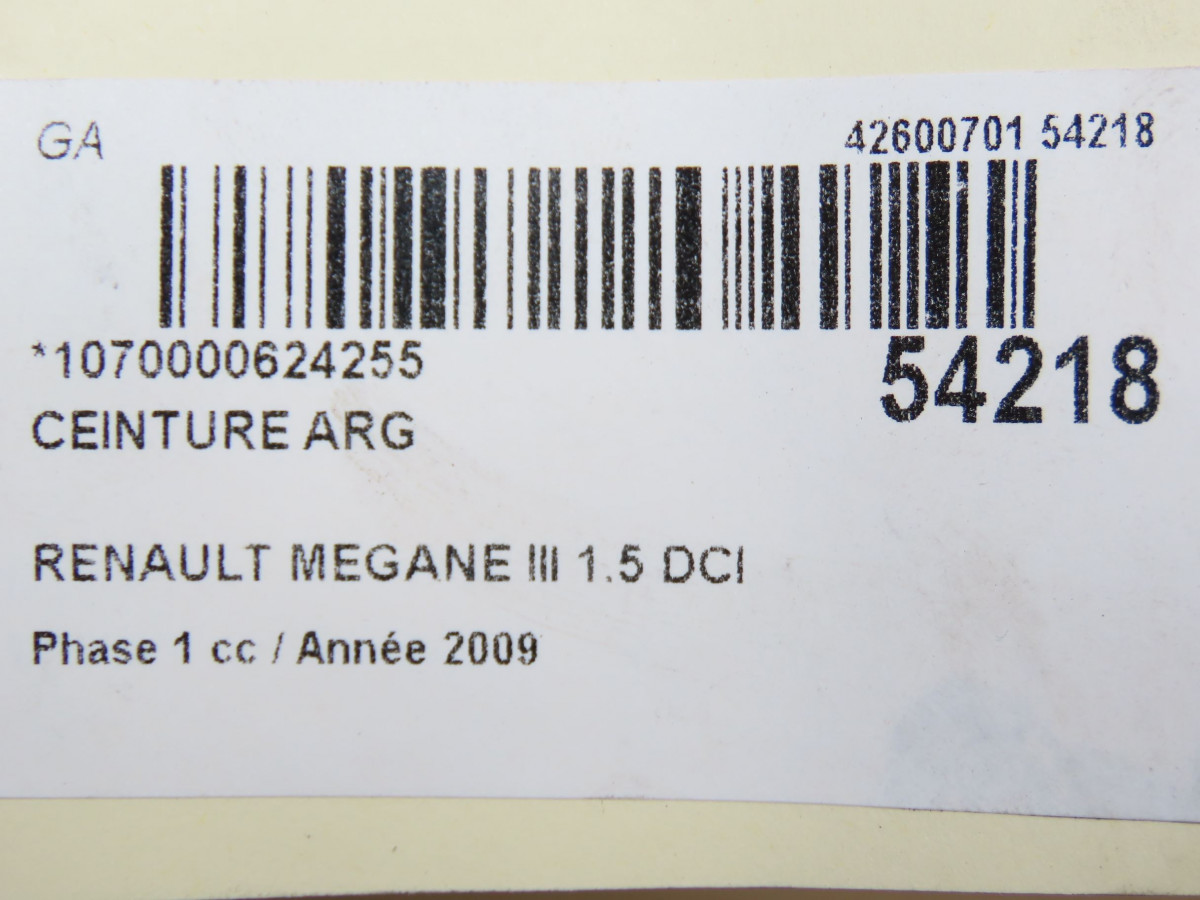 GA
42600701 54218
*1070000624255
54218
CEINTURE ARG
RENAULT MEGANE III 1.5 DCI
Phase 1 cc / Année 2009